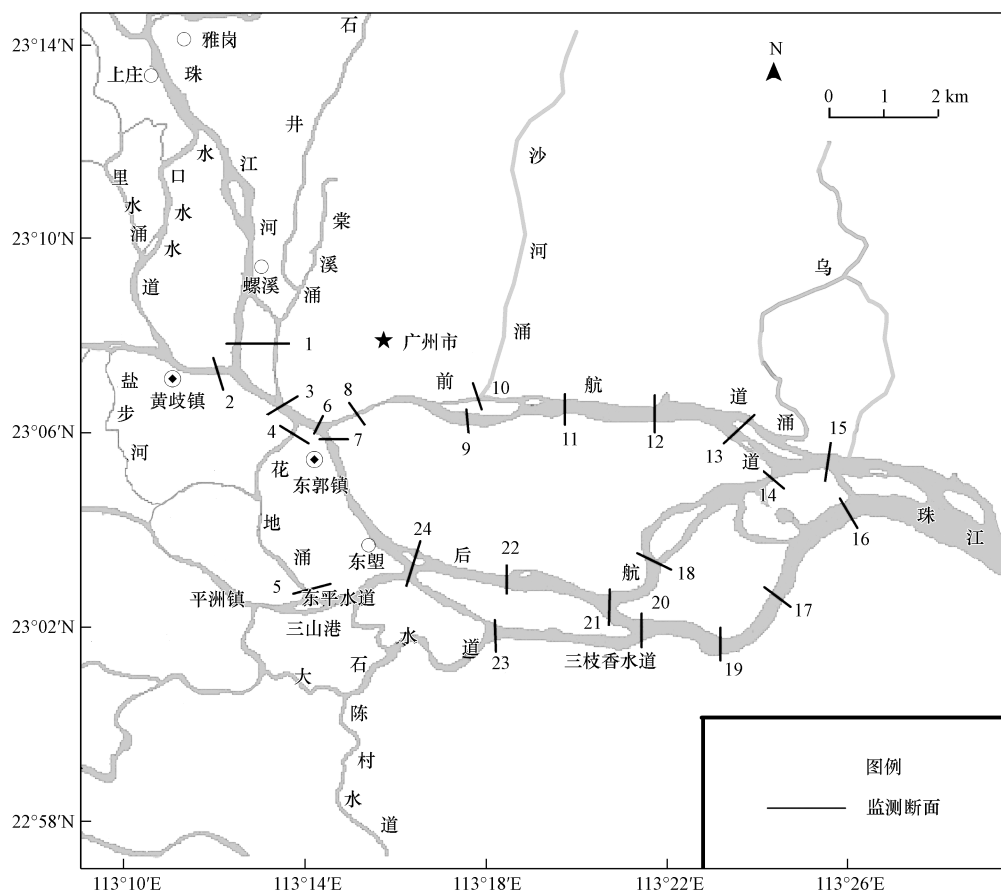 23°14′N
23°10′N
23°06′N
23°02′N
22°58′N
113°10′E
113°14′E
113°18′E
113°22′E
113°26′E
N
0 1 2 km
雅岗
上庄
珠
江
河
水
口
水
水
道
里
水
涌
石
井
河
螺溪
棠
溪
涌
沙
河
涌
乌
涌
广州市
盐
步
河
黄歧镇
花
地
涌
东郭镇
东塱
前
航
道
后
航
道
平洲镇
东平水道
三山港
水
道
三枝香水道
大
石
陈
村
水
道
珠
江
1
2
3
4
5
6
7
8
9
10
11
12
13
14
15
16
17
18
19
20
21
22
23
24
图例
监测断面